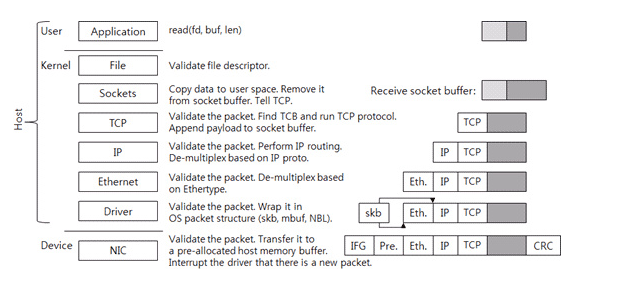 User Application read(fd, buf, len)
Kernel File Validate file descriptor.
Sockets Copy data to user space. Remove it
from socket buffer. Tell TCP. Receive socket buffer:
Host
TCP Validate the packet. Find TCB and run TCP protocol.
Append payload to socket buffer. TCP
IP Validate the packet. Perform IP routing.
De-multiplex based on IP proto. IP TCP
Ethernet Validate the packet. De-multiplex based
on Ethertype. Eth. IP TCP
Driver Validate the packet. Wrap it in
OS packet structure (skb, mbuf, NBL). skb Eth. IP TCP
Device NIC Validate the packet. Transfer it to
a pre-allocated host memory buffer. IFG Pre. Eth. IP TCP CRC
Interrupt the driver that there is a new packet.